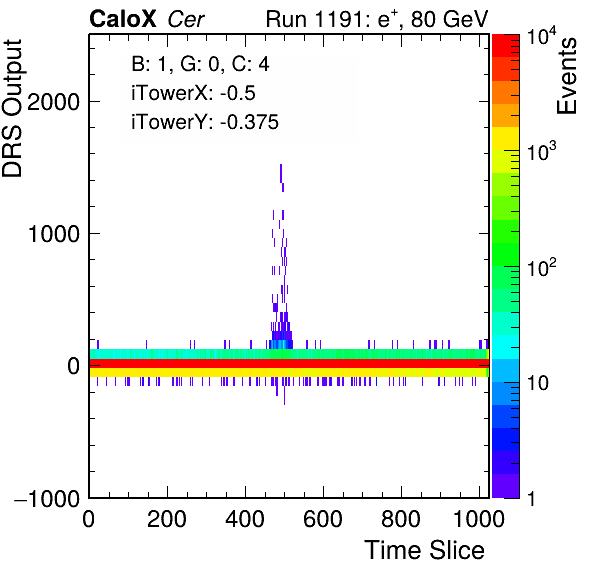 CaloX Cer Run 1191: e⁺, 80 GeV
B: 1, G: 0, C: 4
iTowerX: -0.5
iTowerY: -0.375
DRS Output
2000
1000
0
−1000
0 200 400 600 800 1000
Time Slice
Events
10⁴
10³
10²
10
1